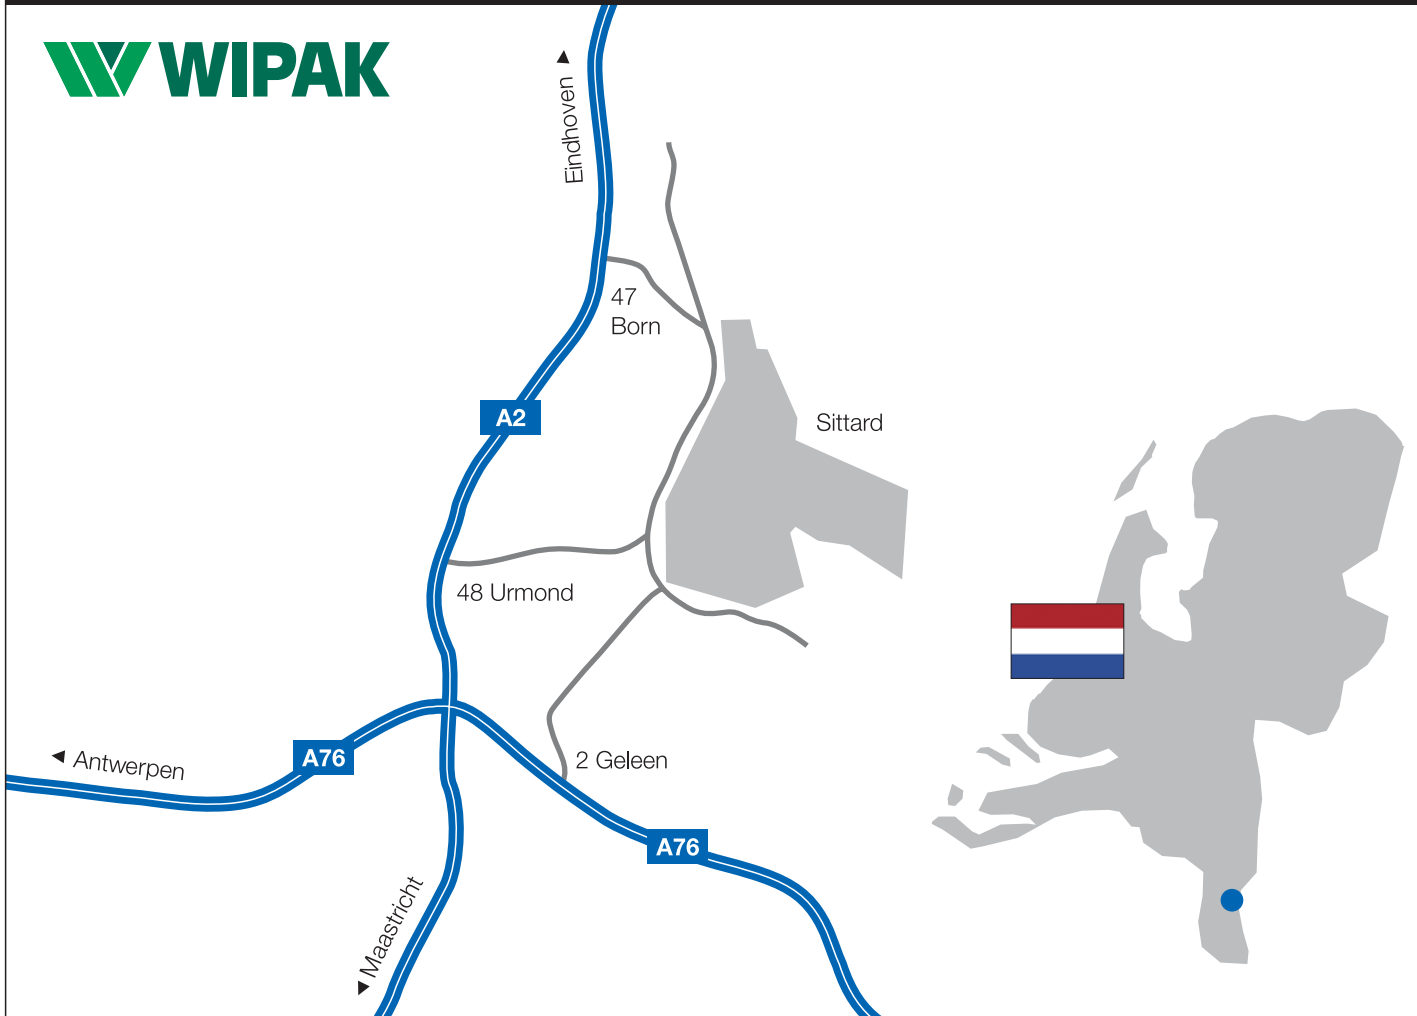 WIPAK
Eindhoven
47
Born
A2
Sittard
48 Urmond
A76
Antwerpen
2 Geleen
A76
Maastricht